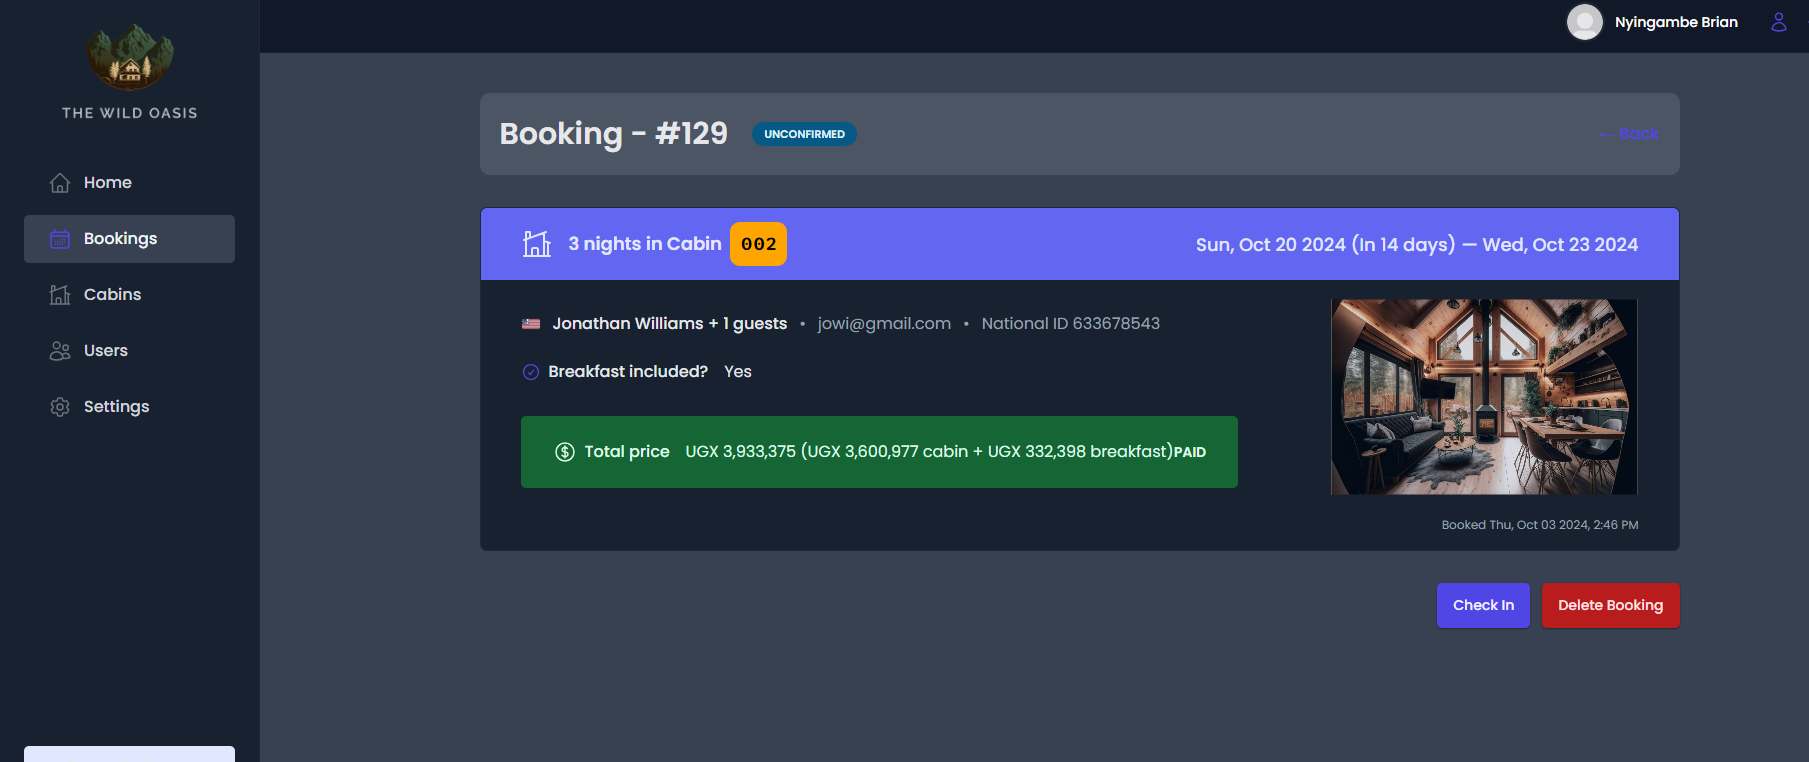 THE WILD OASIS
Home
Bookings
Cabins
Users
Settings
Nyingambe Brian
Booking - #129 UNCONFIRMED
← Back
3 nights in Cabin 002
Sun, Oct 20 2024 (In 14 days) — Wed, Oct 23 2024
Jonathan Williams + 1 guests • jowi@gmail.com • National ID 633678543
Breakfast included? Yes
Total price UGX 3,933,375 (UGX 3,600,977 cabin + UGX 332,398 breakfast)PAID
Booked Thu, Oct 03 2024, 2:46 PM
Check In
Delete Booking